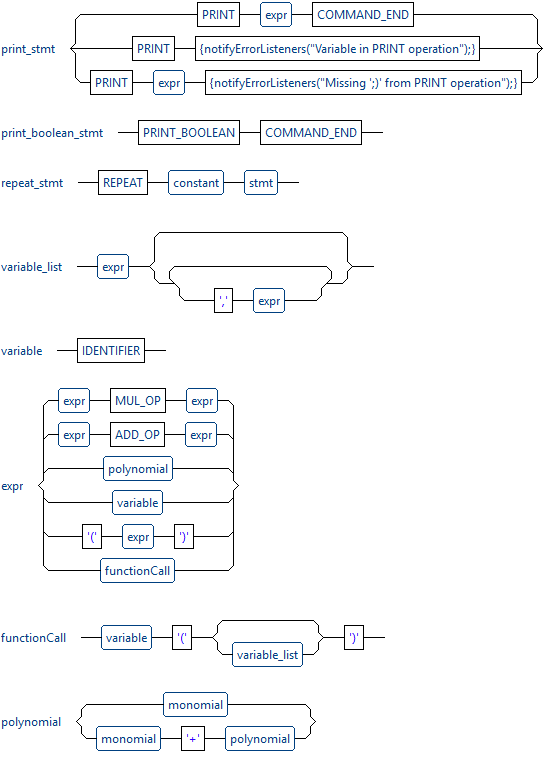 PRINT expr COMMAND_END
print_stmt PRINT {notifyErrorListeners("Variable in PRINT operation");}
PRINT expr {notifyErrorListeners("Missing ';)' from PRINT operation");}
print_boolean_stmt PRINT_BOOLEAN COMMAND_END
repeat_stmt REPEAT constant stmt
variable_list expr
',' expr
variable IDENTIFIER
expr MUL_OP expr
expr ADD_OP expr
polynomial
expr
variable
'(' expr ')'
functionCall
functionCall variable '(' ')'
variable_list
monomial
polynomial
monomial '+' polynomial